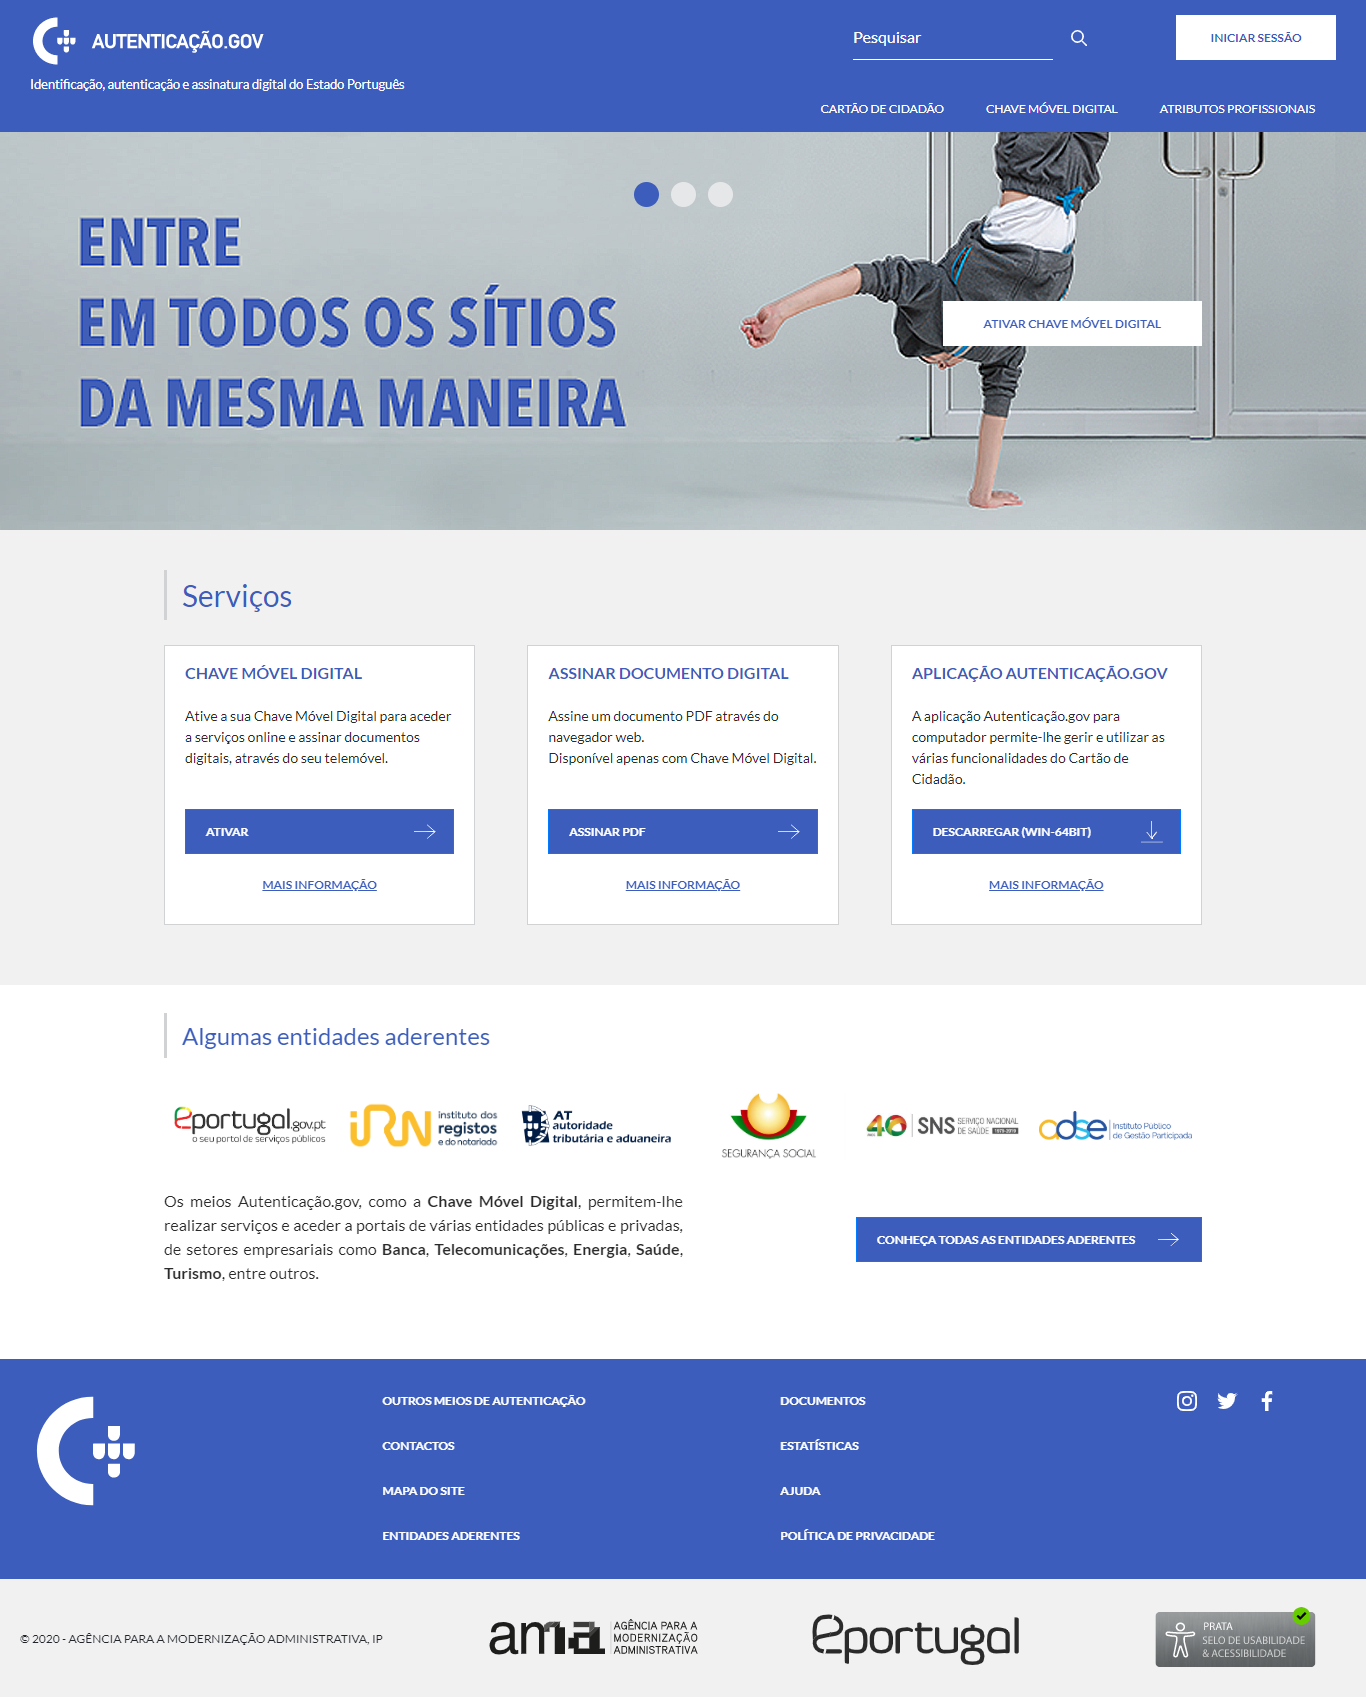 AUTENTICAÇÃO.GOV
Identificação, autenticação e assinatura digital do Estado Português
Pesquisar
INICIAR SESSÃO
CARTÃO DE CIDADÃO
CHAVE MÓVEL DIGITAL
ATRIBUTOS PROFISSIONAIS
ENTRE
EM TODOS OS SÍTIOS
DA MESMA MANEIRA
ATIVAR CHAVE MÓVEL DIGITAL
Serviços
CHAVE MÓVEL DIGITAL
Ative a sua Chave Móvel Digital para aceder
a serviços online e assinar documentos
digitais, através do seu telemóvel.
ATIVAR
MAIS INFORMAÇÃO
ASSINAR DOCUMENTO DIGITAL
Assine um documento PDF através do
navegador web.
Disponível apenas com Chave Móvel Digital.
ASSINAR PDF
MAIS INFORMAÇÃO
APLICAÇÃO AUTENTICAÇÃO.GOV
A aplicação Autenticação.gov para
computador permite-lhe gerir e utilizar as
várias funcionalidades do Cartão de
Cidadão.
DESCARREGAR (WIN-64BIT)
MAIS INFORMAÇÃO
Algumas entidades aderentes
eportugal.gov.pt
o seu portal de serviços públicos
iRN
instituto dos
registos
e do notariado
AT
autoridade
tributária e aduaneira
SEGURANÇA SOCIAL
40
SNS
SERVIÇO NACIONAL
DE SAÚDE 1979-2019
adse
Instituto Público
de Gestão Participada
Os meios Autenticação.gov, como a Chave Móvel Digital, permitem-lhe
realizar serviços e aceder a portais de várias entidades públicas e privadas,
de setores empresariais como Banca, Telecomunicações, Energia, Saúde,
Turismo, entre outros.
CONHEÇA TODAS AS ENTIDADES ADERENTES
OUTROS MEIOS DE AUTENTICAÇÃO
CONTACTOS
MAPA DO SITE
ENTIDADES ADERENTES
DOCUMENTOS
ESTATÍSTICAS
AJUDA
POLÍTICA DE PRIVACIDADE
© 2020 - AGÊNCIA PARA A MODERNIZAÇÃO ADMINISTRATIVA, IP
ama
AGÊNCIA PARA A
MODERNIZAÇÃO
ADMINISTRATIVA
eportugal
PRATA
SELO DE USABILIDADE
& ACESSIBILIDADE